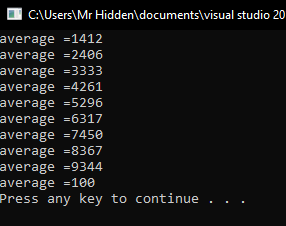 C:\Users\Mr Hidden\documents\visual studio 20
average =1412
average =2406
average =3333
average =4261
average =5296
average =6317
average =7450
average =8367
average =9344
average =100
Press any key to continue . . .